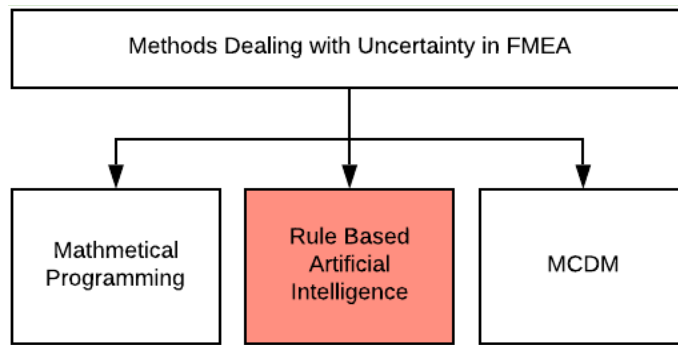 Methods Dealing with Uncertainty in FMEA
Mathmetical
Programming
Rule Based
Artificial
Intelligence
MCDM